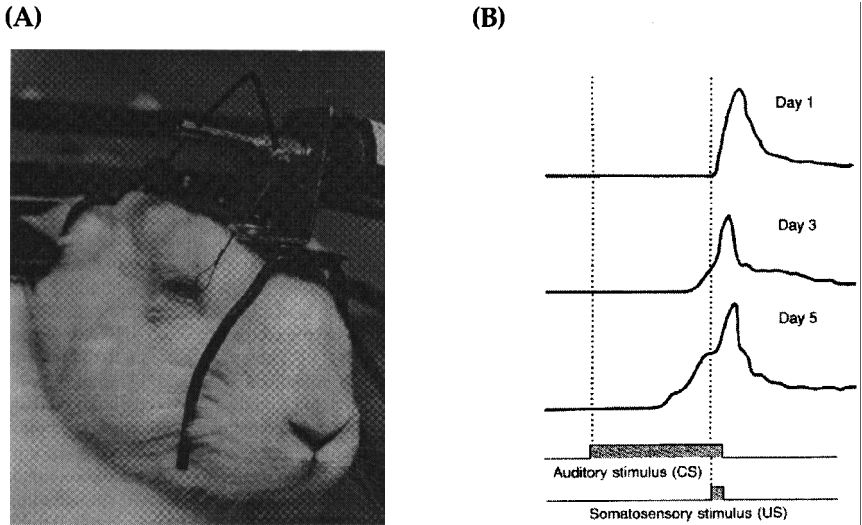 (A)
(B)
Day 1
Day 3
Day 5
Auditory stimulus (CS)
Somatosensory stimulus (US)